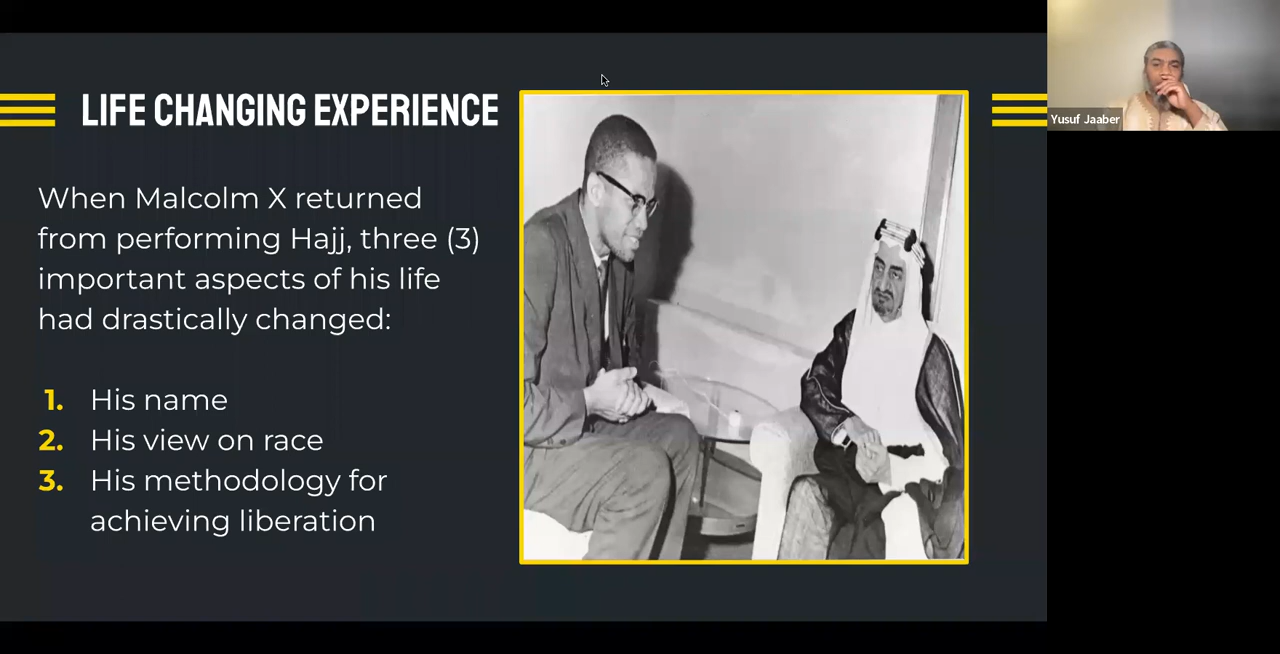 LIFE CHANGING EXPERIENCE
When Malcolm X returned
from performing Hajj, three (3)
important aspects of his life
had drastically changed:
1. His name
2. His view on race
3. His methodology for
achieving liberation
Yusuf Jaaber